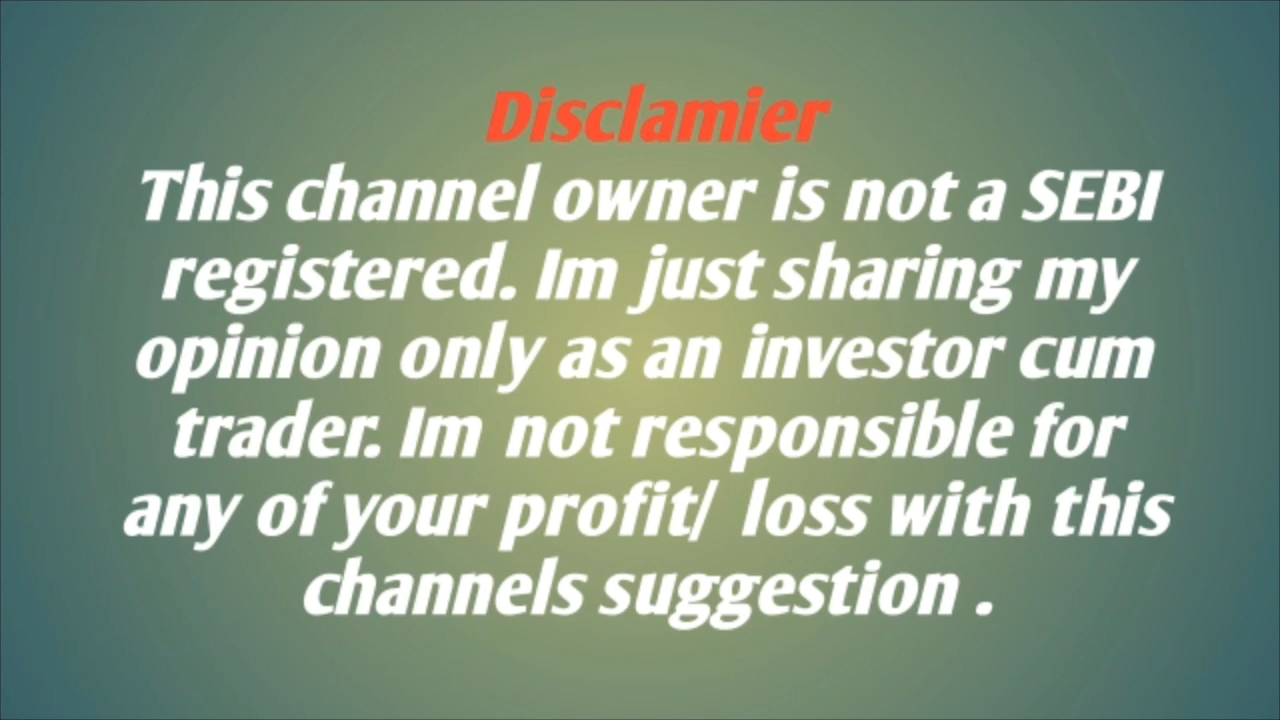 Disclamier
This channel owner is not a SEBI
registered. Im just sharing my
opinion only as an investor cum
trader. Im not responsible for
any of your profit/ loss with this
channels suggestion .